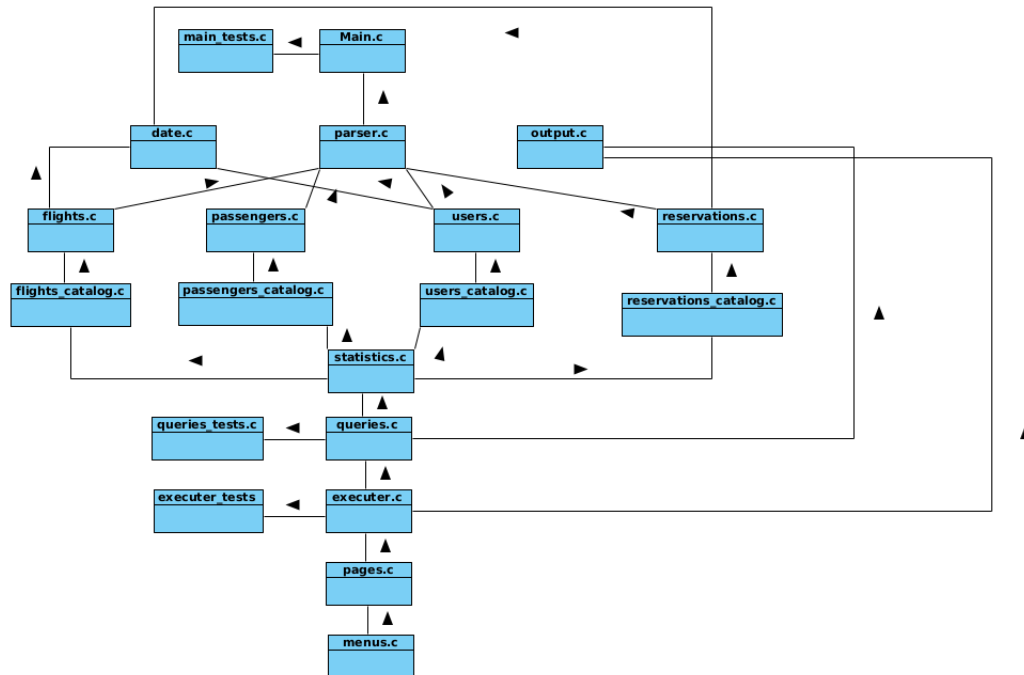 main_tests.c
Main.c
date.c
parser.c
output.c
flights.c
passengers.c
users.c
reservations.c
flights_catalog.c
passengers_catalog.c
users_catalog.c
reservations_catalog.c
statistics.c
queries_tests.c
queries.c
executer_tests
executer.c
pages.c
menus.c